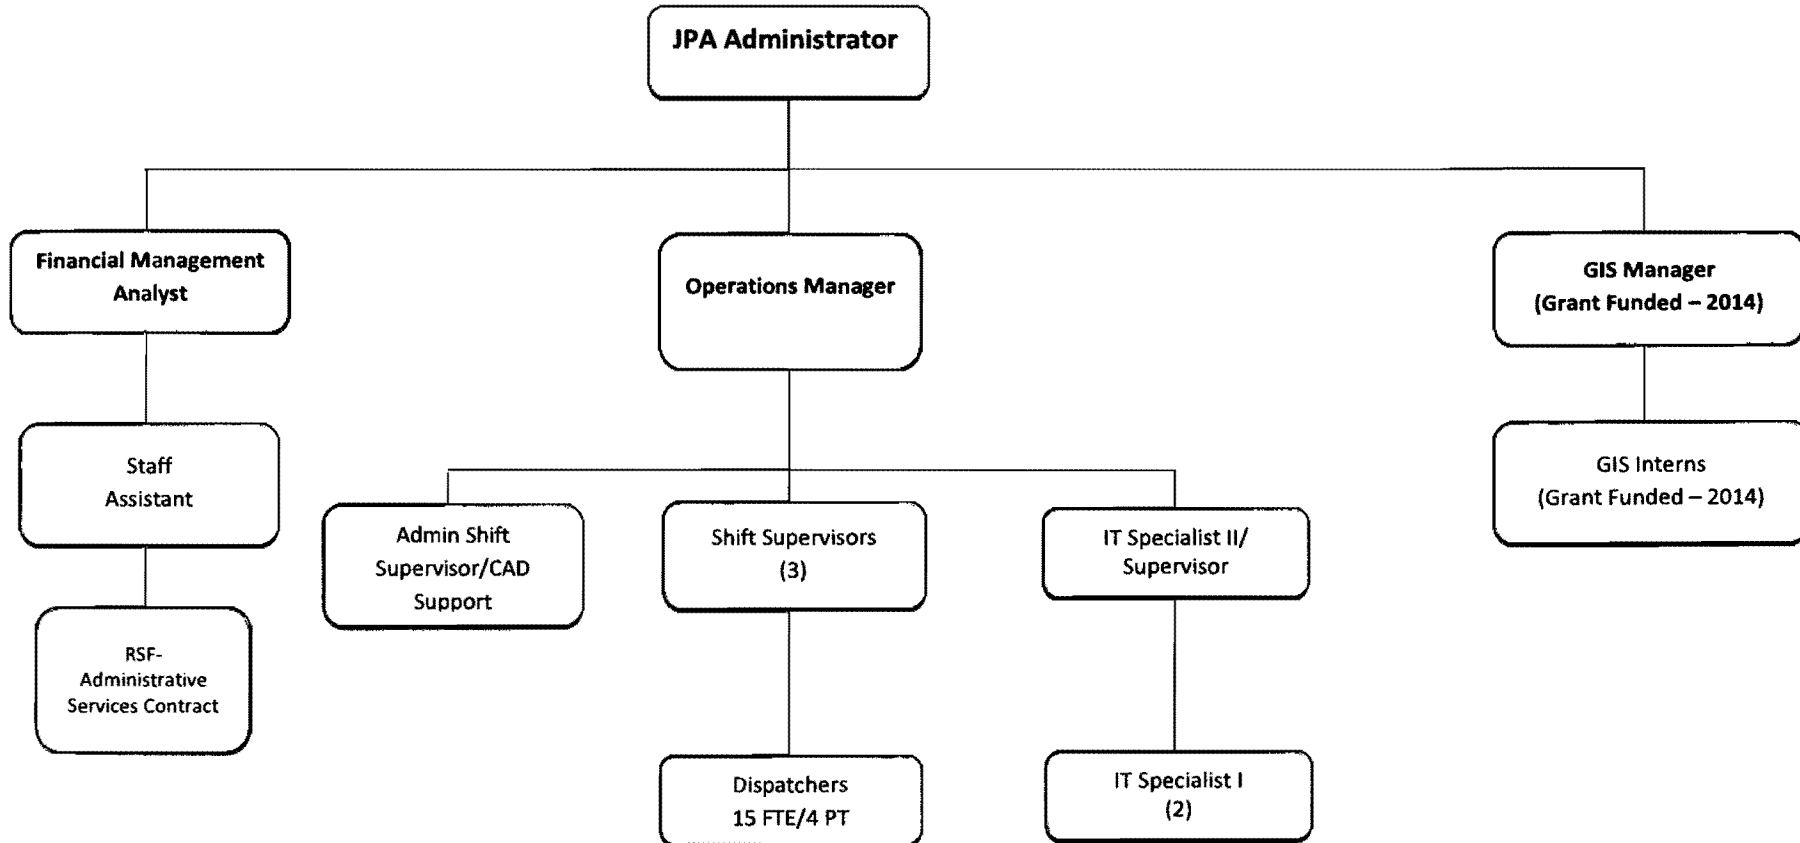 JPA Administrator
Financial Management
Analyst
Operations Manager
GIS Manager
(Grant Funded – 2014)
Staff
Assistant
GIS Interns
(Grant Funded – 2014)
Admin Shift
Supervisor/CAD
Support
Shift Supervisors
(3)
IT Specialist II/
Supervisor
RSF-
Administrative
Services Contract
Dispatchers
15 FTE/4 PT
IT Specialist I
(2)